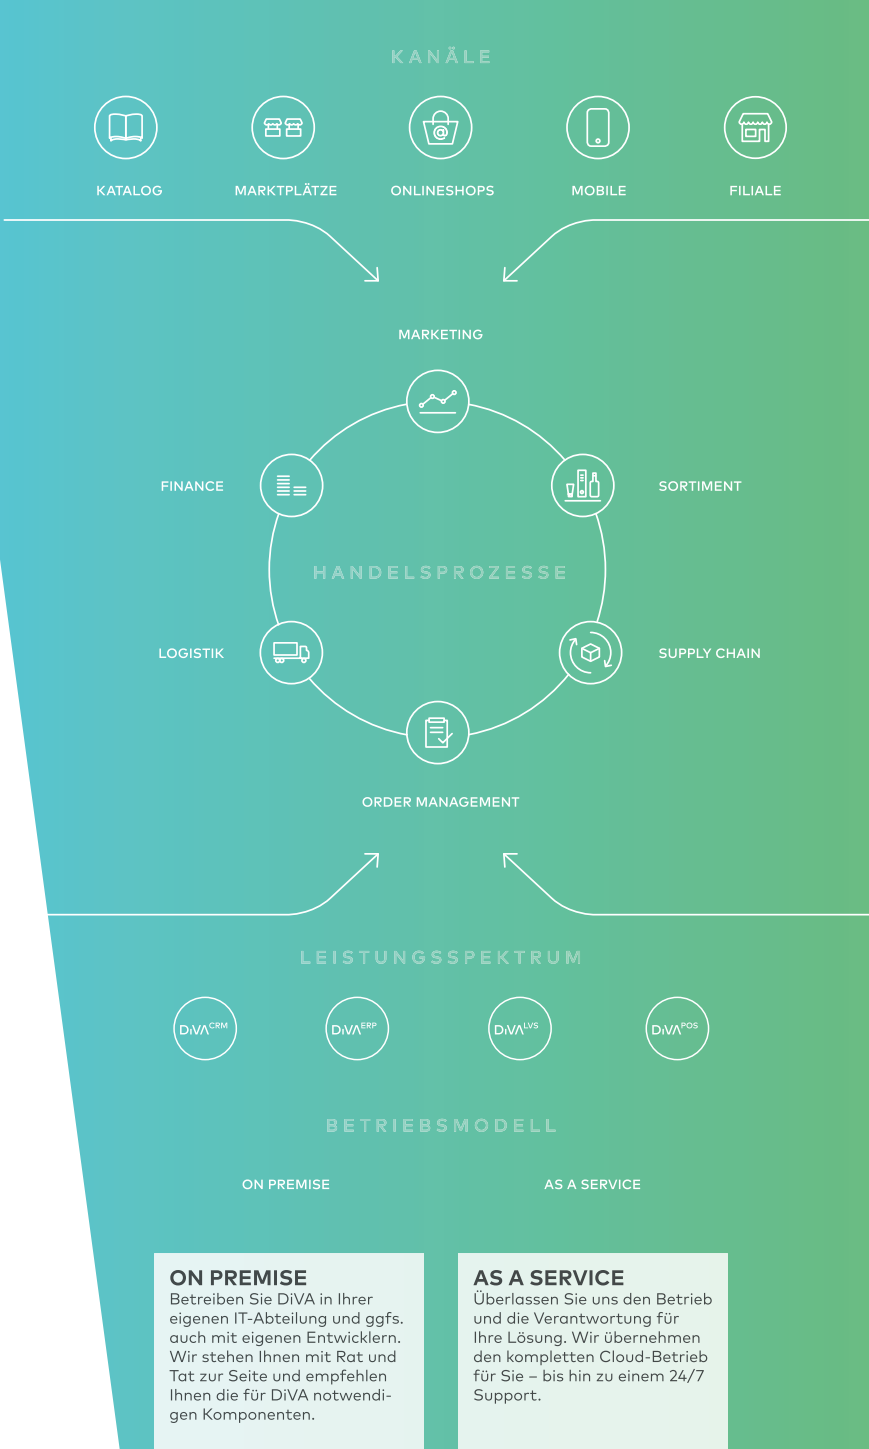 KANÄLE
KATALOG
MARKTPLÄTZE
ONLINESHOPS
@
MOBILE
FILIALE
MARKETING
FINANCE
SORTIMENT
HANDELSPROZESSE
LOGISTIK
SUPPLY CHAIN
ORDER MANAGEMENT
LEISTUNGSSPEKTRUM
DiVA CRM
DiVA ERP
DiVA LVS
DiVA POS
BETRIEBSMODELL
ON PREMISE
AS A SERVICE
ON PREMISE
Betreiben Sie DiVA in Ihrer
eigenen IT-Abteilung und ggfs.
auch mit eigenen Entwicklern.
Wir stehen Ihnen mit Rat und
Tat zur Seite und empfehlen
Ihnen die für DiVA notwendi-
gen Komponenten.
AS A SERVICE
Überlassen Sie uns den Betrieb
und die Verantwortung für
Ihre Lösung. Wir übernehmen
den kompletten Cloud-Betrieb
für Sie – bis hin zu einem 24/7
Support.